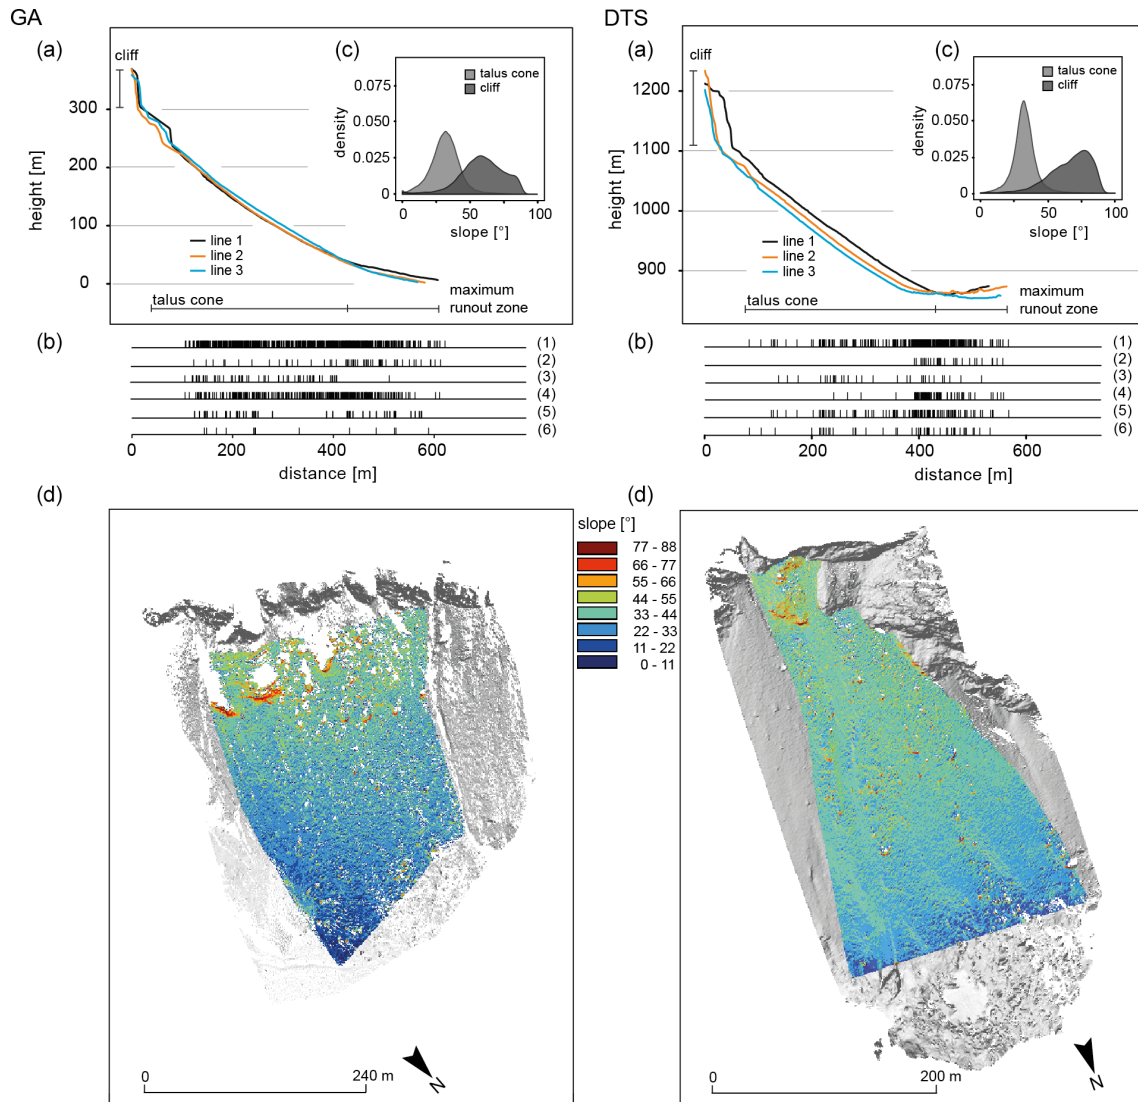 GA
(a)
cliff
300
200
100
0
height [m]
line 1
line 2
line 3
talus cone
maximum
runout zone
(c)
talus cone
cliff
0.075
0.050
0.025
0
density
0 50 100
slope [°]
(b)
(1)
(2)
(3)
(4)
(5)
(6)
0 200 400 600
distance [m]
(d)
0 240 m
N
slope [°]
77 - 88
66 - 77
55 - 66
44 - 55
33 - 44
22 - 33
11 - 22
0 - 11
DTS
(a)
cliff
1200
1100
1000
900
height [m]
line 1
line 2
line 3
talus cone
maximum
runout zone
(c)
talus cone
cliff
0.075
0.050
0.025
0
density
0 50 100
slope [°]
(b)
(1)
(2)
(3)
(4)
(5)
(6)
0 200 400 600
distance [m]
(d)
0 200 m
N